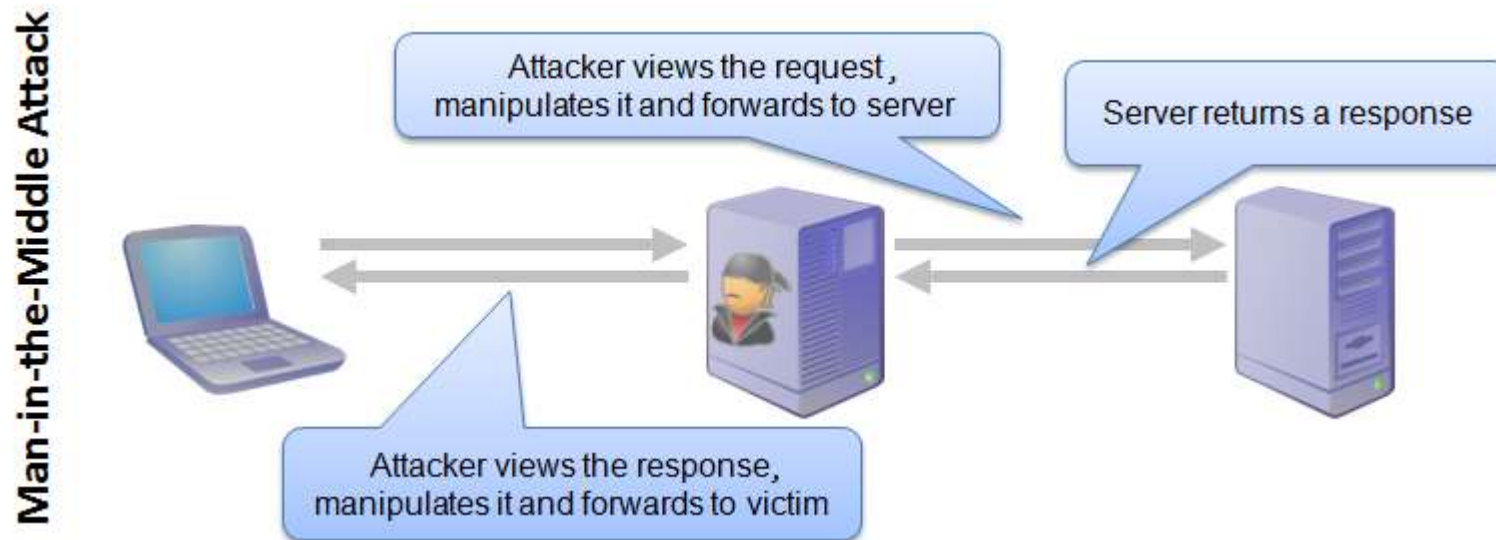 Man-in-the-Middle Attack
Attacker views the request,
manipulates it and forwards to server
Server returns a response
Attacker views the response,
manipulates it and forwards to victim